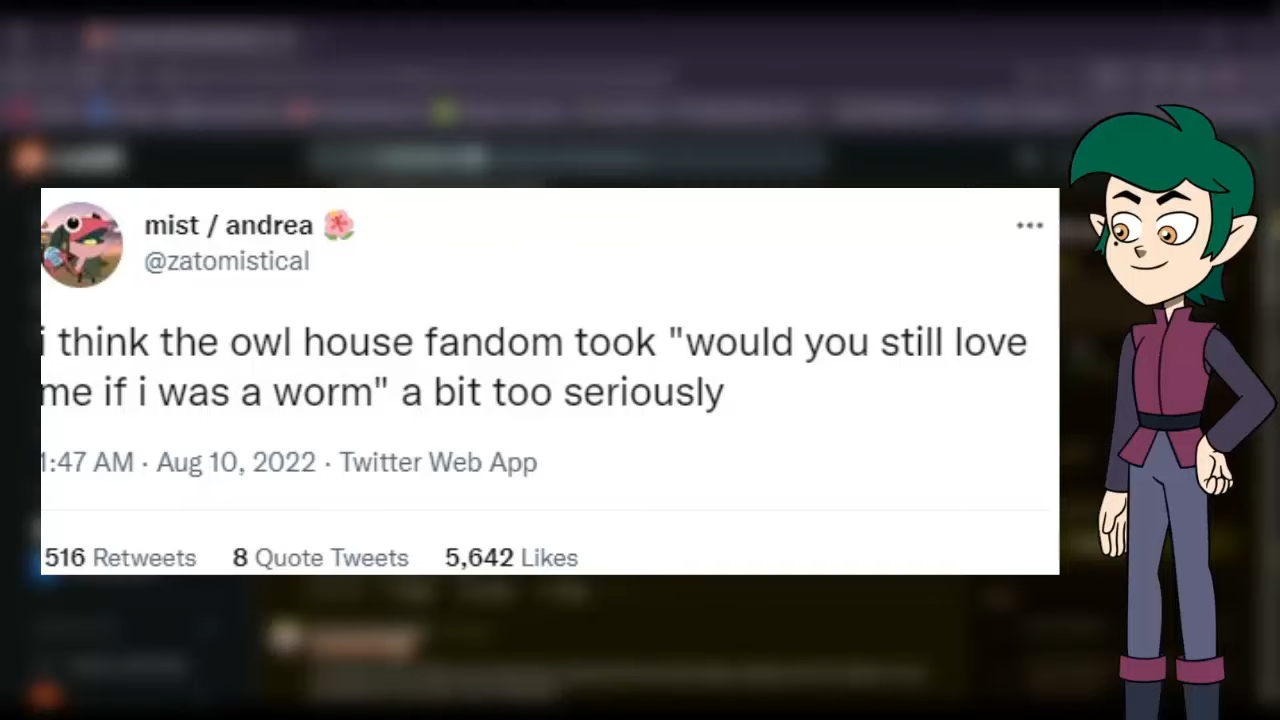 mist / andrea 🌺
@zatomistical
i think the owl house fandom took "would you still love
me if i was a worm" a bit too seriously
1:47 AM · Aug 10, 2022 · Twitter Web App
516 Retweets 8 Quote Tweets 5,642 Likes